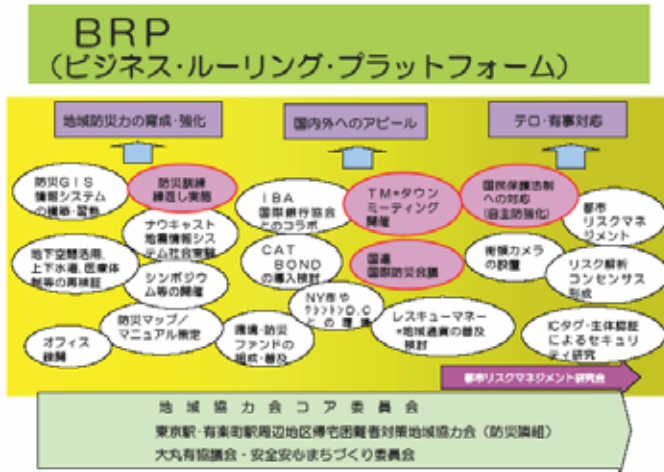 BRP
(ビジネス・ルーリング・プラットフォーム)
地域防災力の育成・強化
国内外へのアピール
テロ・有事対応
防災GIS
情報システム
の構築・習熟
防災訓練
繰返し実施
IBA
国際銀行協会
とのコラボ
TM*タウン
ミーティング
開催
国民保護法制
への対応
(自主防強化)
都市
リスクマネ
ジメント
ナウキャスト
地震情報シス
テム社会実験
地下空間活用、
上下水道、医療体
制等の再検証
シンポジウ
ム等の開催
CAT
BOND
の導入検討
国連
国際防災会議
街頭カメラ
の設置
リスク解析
コンセンサス
形成
NY市や
ワシントンD.C
との連携
防災マップ/
マニュアル策定
オフィス
環境・防災
ファンドの
組成・普及
レスキューマネー
*地域通貨の普及
検討
ICタグ・生体認証
によるセキュリ
ティ研究
都市リスクマネジメント研究会
地域協力会コア委員会
東京駅・有楽町駅周辺地区帰宅困難者対策地域協力会(防災隣組)
大丸有協議会・安全安心まちづくり委員会